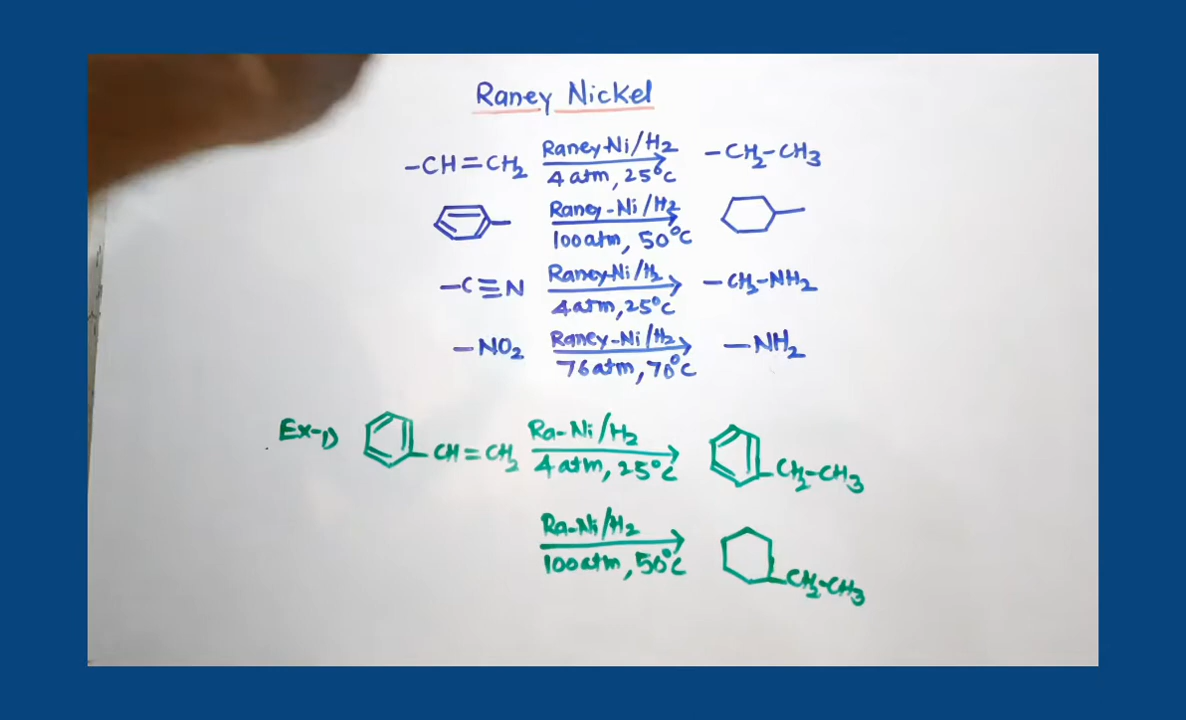 Raney Nickel
-CH=CH2 Raney-Ni/H2 -CH2-CH3
4 atm, 25°C
Raney-Ni/H2
100 atm, 50°C
-C≡N Raney-Ni/H2 -CH2-NH2
4 atm, 25°C
-NO2 Raney-Ni/H2 -NH2
76 atm, 70°C
Ex-1) CH=CH2 Ra-Ni/H2 CH2-CH3
4 atm, 25°C
Ra-Ni/H2
100 atm, 50°C CH2-CH3